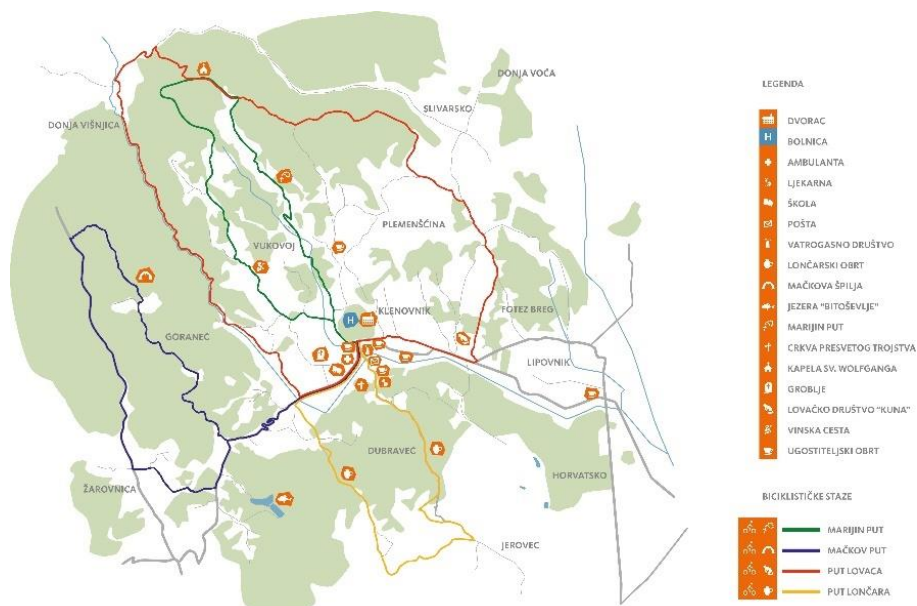 DONJA VOĆA
SLIVARSKO
DONJA VIŠNJICA
PLEMENŠĆINA
VUKOVOJ
KLENOVNIK
FOTEZ BREG
GORANEC
LIPOVNIK
DUBRAVEC
HORVATSKO
ŽAROVNICA
JEROVEC
H
LEGENDA
DVORAC
H BOLNICA
AMBULANTA
LJEKARNA
ŠKOLA
POŠTA
VATROGASNO DRUŠTVO
LONČARSKI OBRT
MAČKOVA ŠPILJA
JEZERA "BITOŠEVLJE"
MARIJIN PUT
CRKVA PRESVETOG TROJSTVA
KAPELA SV. WOLFGANGA
GROBLJE
LOVAČKO DRUŠTVO "KUNA"
VINSKA CESTA
UGOSTITELJSKI OBRT
BICIKLISTIČKE STAZE
MARIJIN PUT
MAČKOV PUT
PUT LOVACA
PUT LONČARA